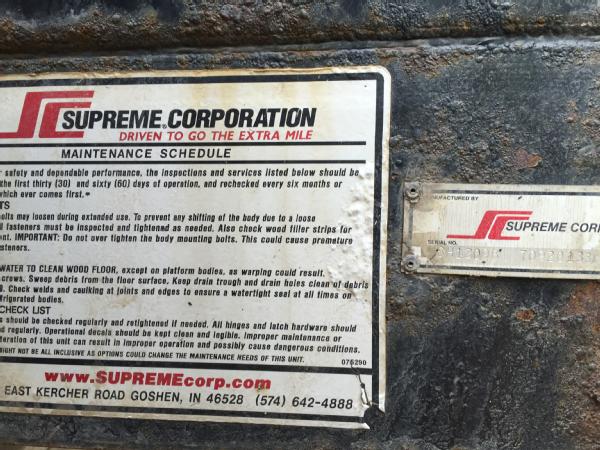 SUPREME CORPORATION
DRIVEN TO GO THE EXTRA MILE
MAINTENANCE SCHEDULE
safety and dependable performance, the inspections and services listed below should be
the first thirty (30) and sixty (60) days of operation, and rechecked every six months or
which ever comes first.*
TS
bolts may loosen during extended use. To prevent any shifting of the body due to a loose
fasteners must be inspected and tightened as needed. Also check wood filler strips for
nt. IMPORTANT: Do not over tighten the body mounting bolts. This could cause premature
fasteners.
WATER TO CLEAN WOOD FLOOR, except on platform bodies, as warping could result.
crews. Sweep debris from the floor surface. Keep drain trough and drain holes clean of debris
Check welds and caulking at joints and edges to ensure a watertight seal at all times on
frigerated bodies.
CHECK LIST
s should be checked regularly and retightened if needed. All hinges and latch hardware should
d regularly. Operational decals should be kept clean and legible. Improper maintenance or
teration of this unit can result in improper operation and possibly cause dangerous conditions.
IGHT NOT BE ALL INCLUSIVE AS OPTIONS COULD CHANGE THE MAINTENANCE NEEDS OF THIS UNIT.
075290
www.SUPREMEcorp.com
EAST KERCHER ROAD GOSHEN, IN 46528 (574) 642-4888
MANUFACTURED BY
SUPREME CORP
SERIAL NO.